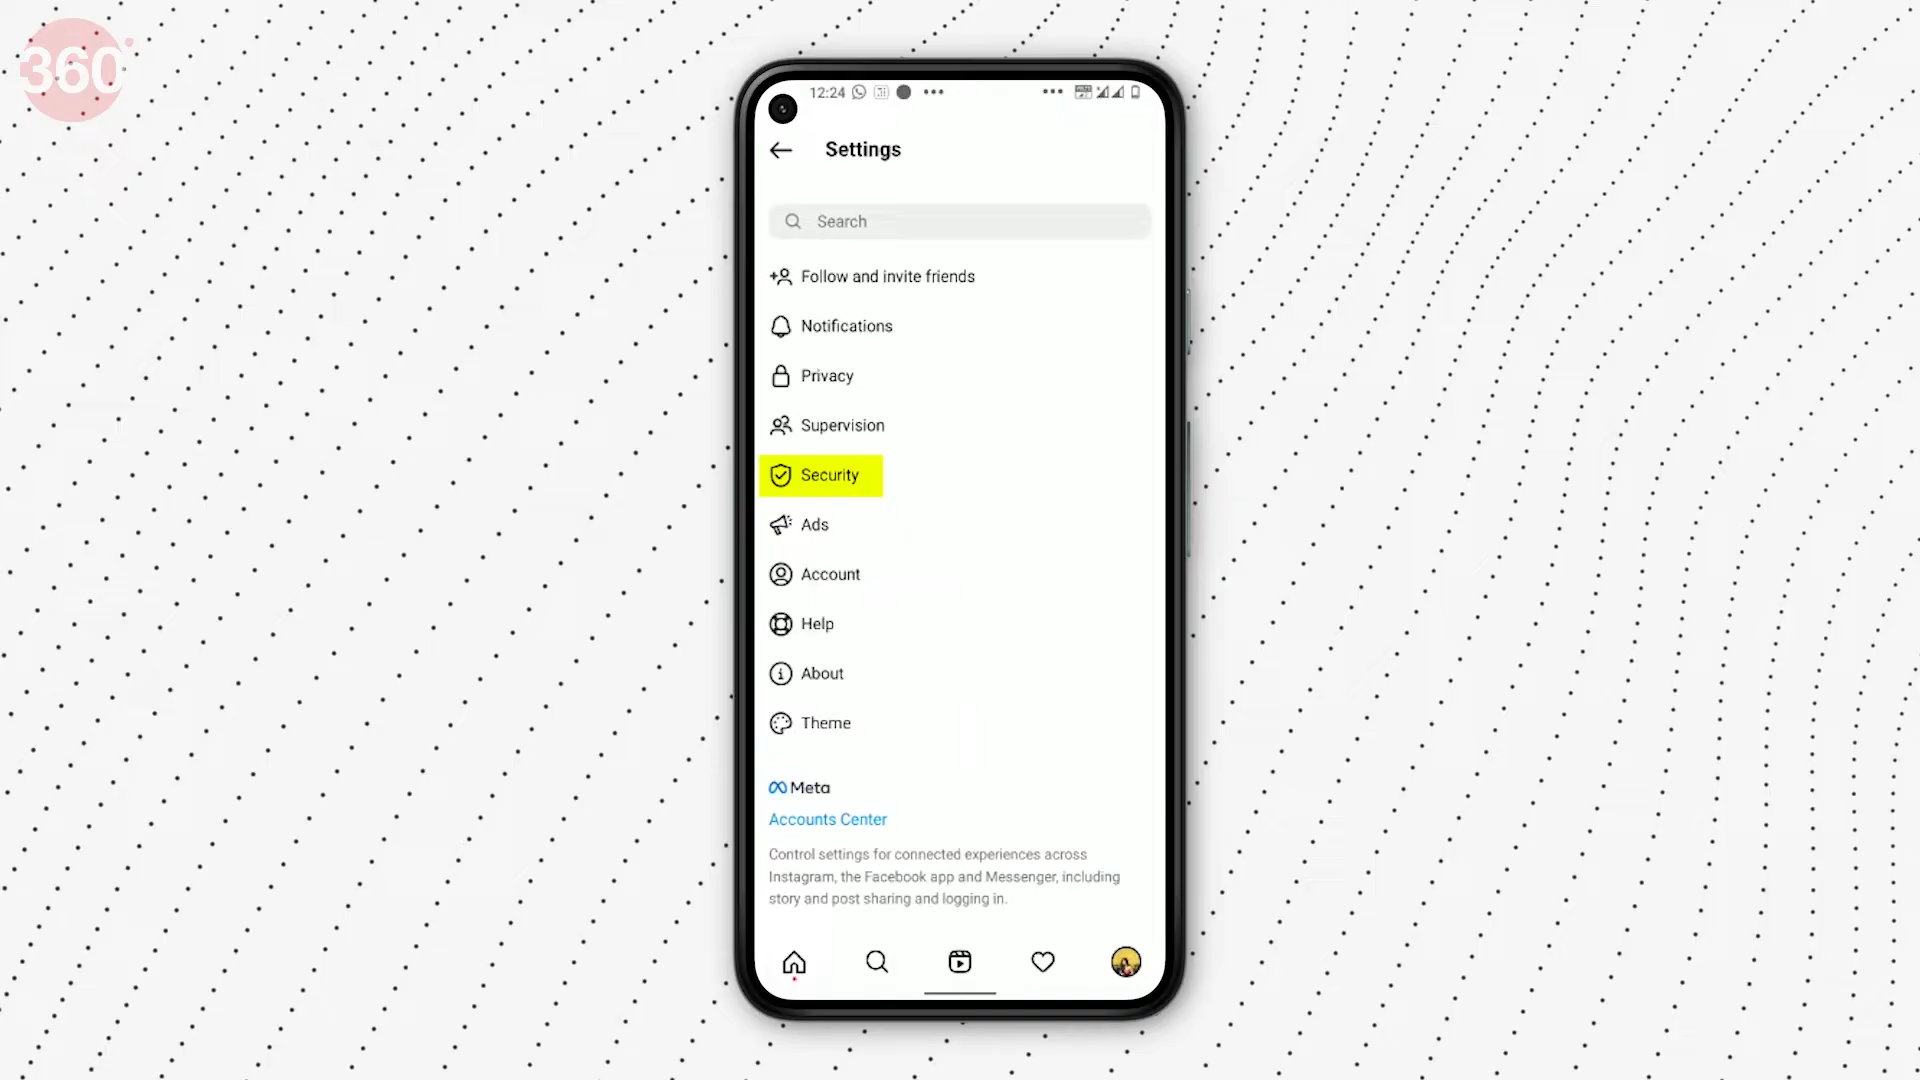 360°
12:24
Settings
Search
Follow and invite friends
Notifications
Privacy
Supervision
Security
Ads
Account
Help
About
Theme
Meta
Accounts Center
Control settings for connected experiences across
Instagram, the Facebook app and Messenger, including
story and post sharing and logging in.